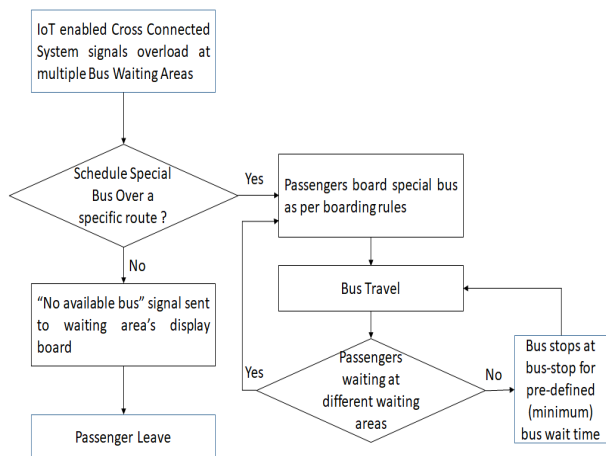 IoT enabled Cross Connected
System signals overload at
multiple Bus Waiting Areas
Schedule Special
Bus Over a
specific route ?
Yes
Passengers board special bus
as per boarding rules
No
Bus Travel
"No available bus" signal sent
to waiting area's display
board
Yes
Passengers
waiting at
different waiting
areas
No
Bus stops at
bus-stop for
pre-defined
(minimum)
bus wait time
Passenger Leave